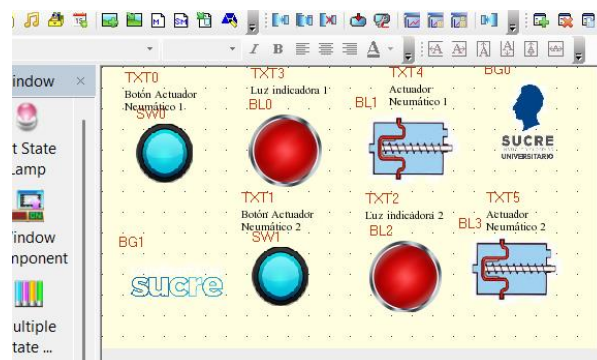 indow ×
t State
amp
indow
mponent
ultiple
tate ...
TXT0
Botón Actuador
Neumático 1
SW0
TXT3
Luz indicadora 1
BL0
TXT4
Actuador
Neumático 1
BL1
BG0
SUCRE
UNIVERSITARIO
TXT1
Botón Actuador
Neumático 2
SW1
TXT2
Luz indicadora 2
BL2
TXT5
Actuador
Neumático 2
BL3
BG1
sucre
I B A